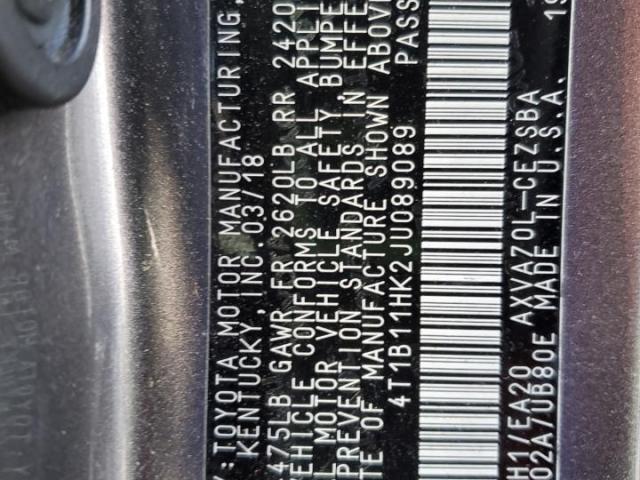 Y:TOYOTA MOTOR MANUFACTURING,
KENTUCKY,INC.03/18
475LB GAWR FR 2620LB RR 2420
EHICLE CONFORMS TO ALL APPLI
L MOTOR VEHICLE SAFETY, BUMPE
PREVENTION STANDARDS IN EFFE
TE OF MANUFACTURE SHOWN ABOV
4T1B11HK2JU089089 PASS
H1/EA20 AXVA70L-CEZSBA
02A/UB80E MADE IN U.S.A. 19